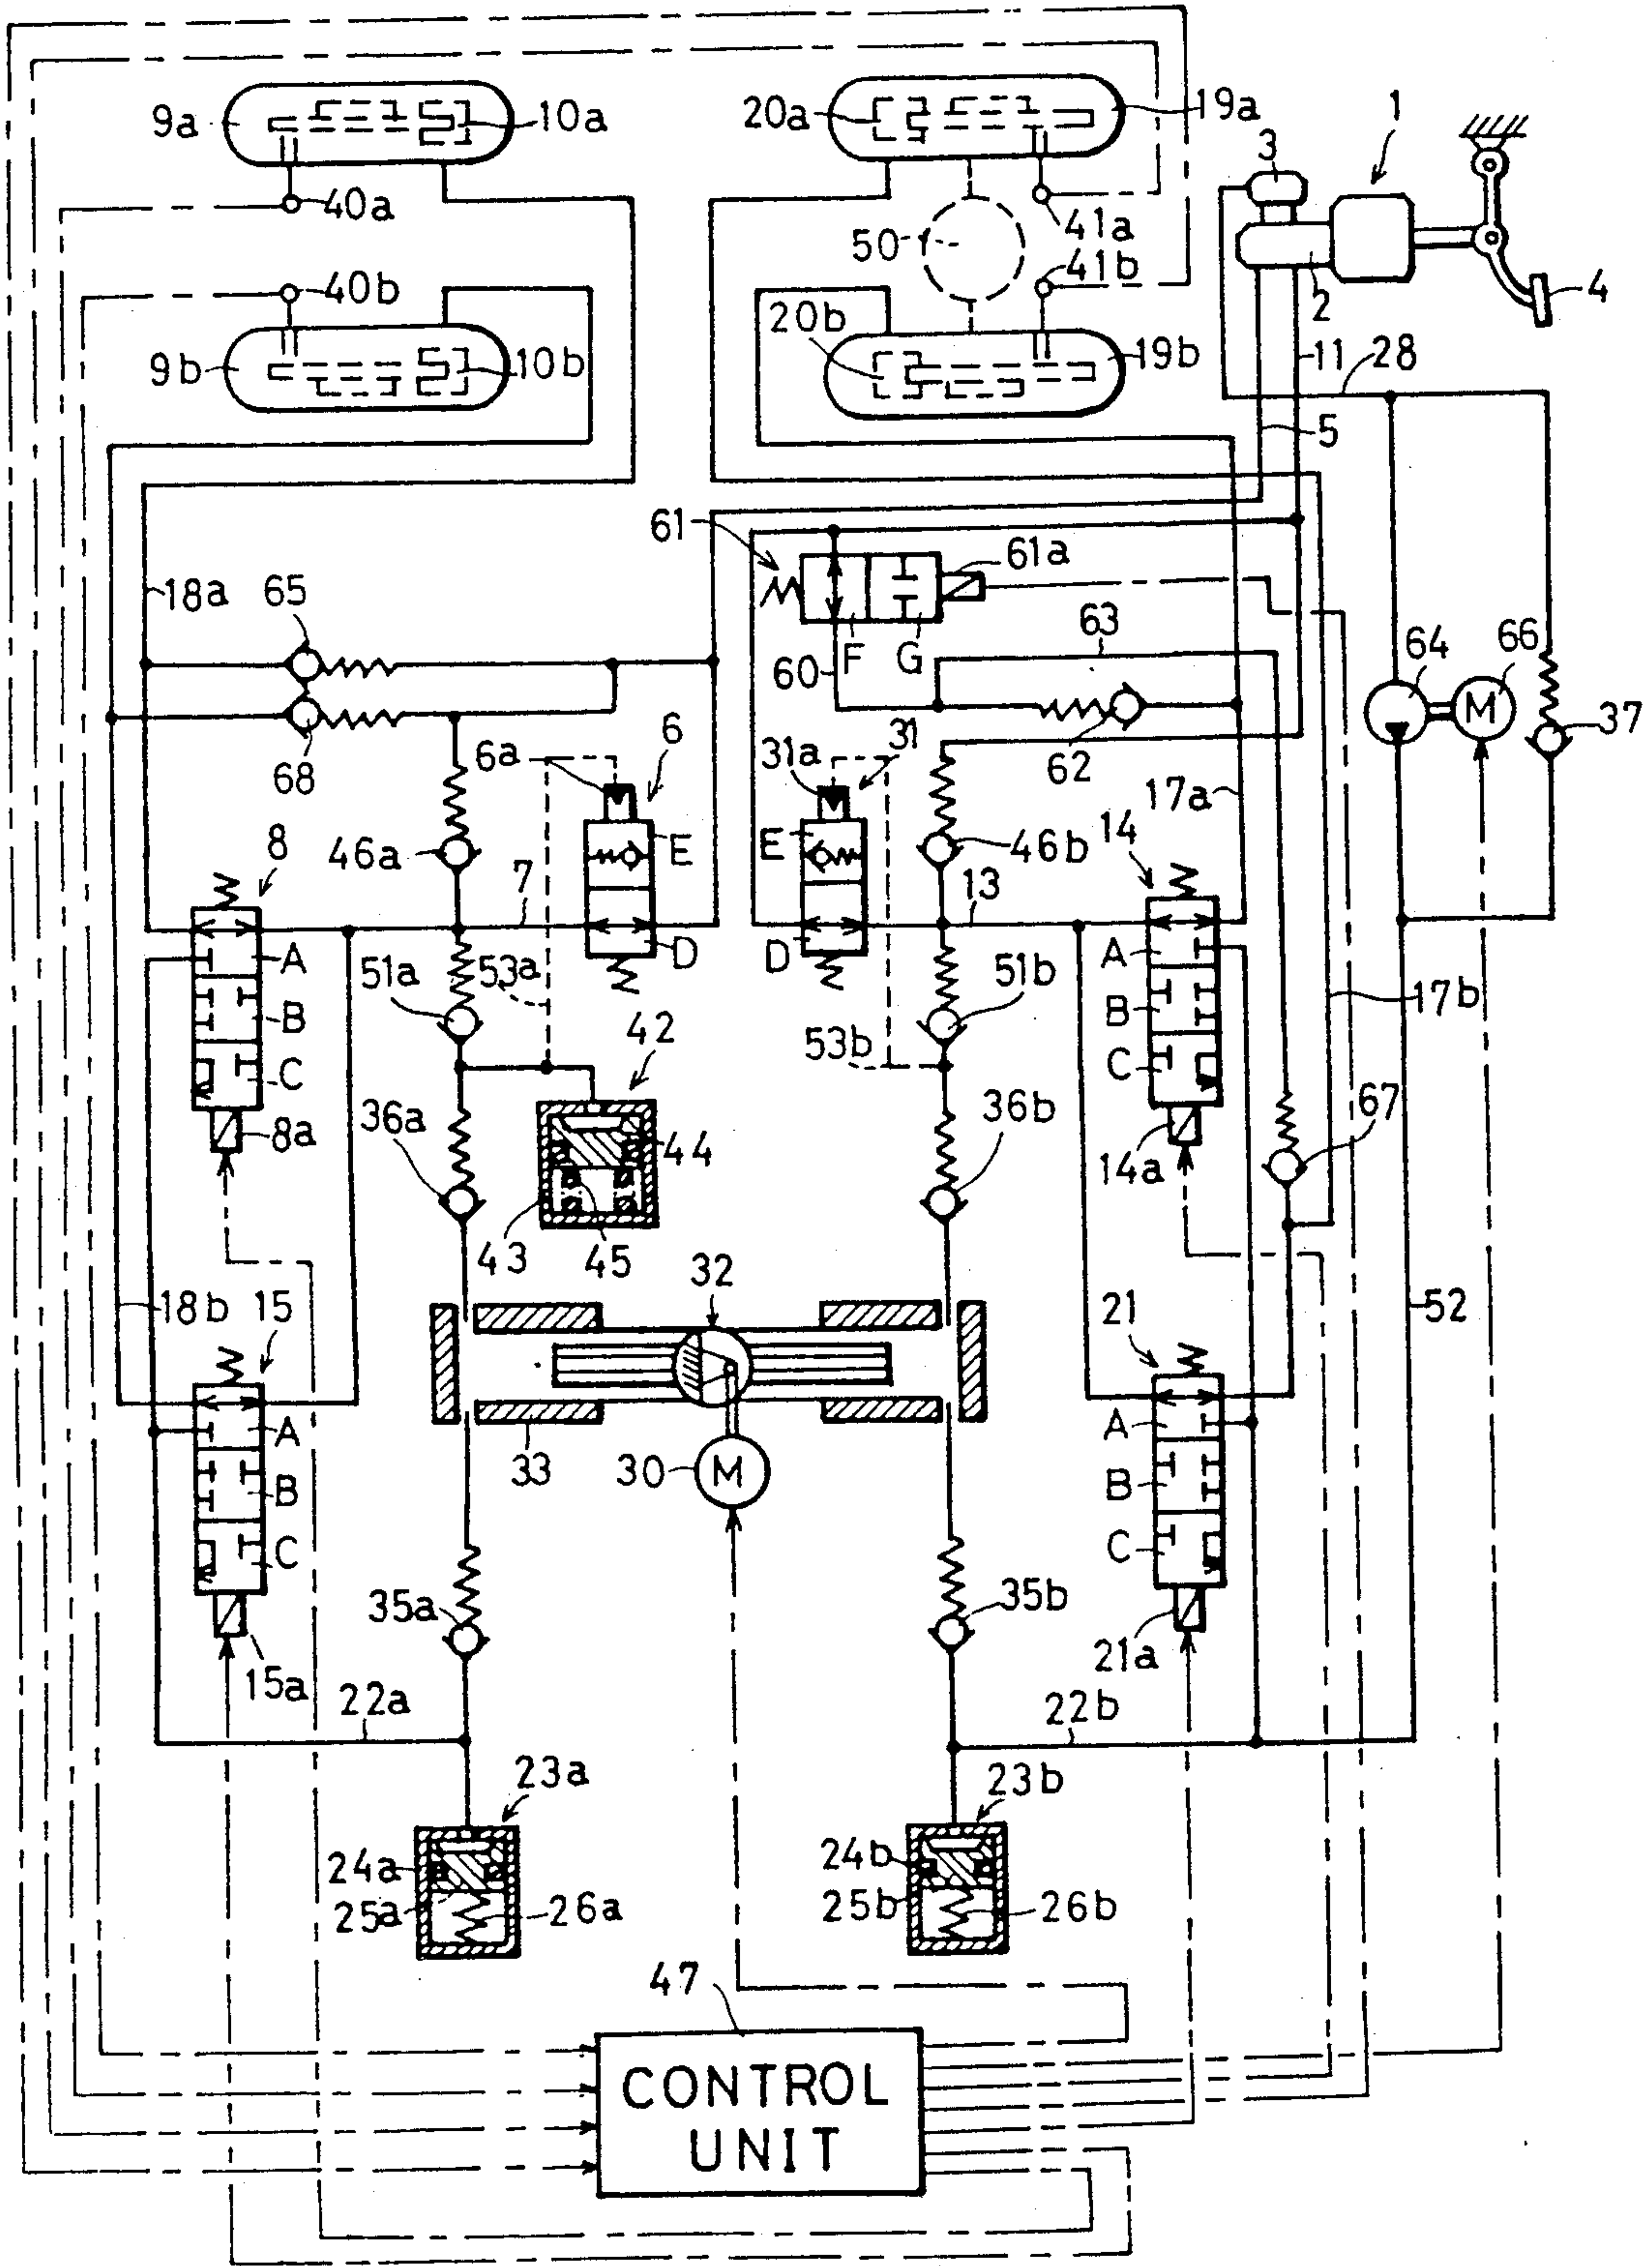 9a
10a
20a
19a
1
3
40a
41a
50
40b
41b
2
4
9b
10b
20b
19b
11
28
5
61
61a
18a
65
63
F
G
60
64
66
M
37
68
6a
6
31a
31
62
17a
8
46a
7
E
E
46b
14
13
A
51a
53a
D
D
51b
A
B
42
53b
B
17b
C
36a
44
36b
C
67
8a
14a
43
45
32
18b
15
21
52
A
33
30
M
A
B
B
C
35a
35b
C
15a
21a
22a
22b
23a
23b
24a
24b
25a
26a
25b
26b
47
CONTROL
UNIT